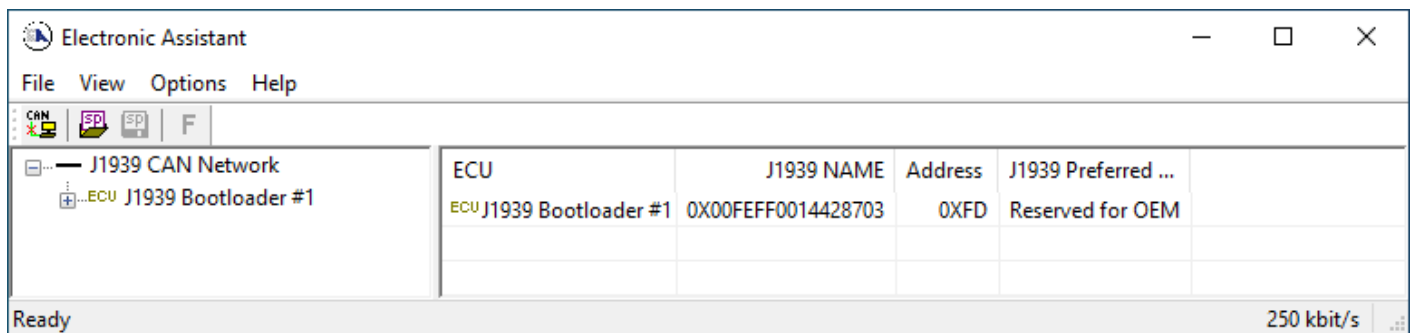 Electronic Assistant
File View Options Help
CAN SP SP F
J1939 CAN Network
ECU J1939 Bootloader #1
ECU J1939 NAME Address J1939 Preferred ...
ECU J1939 Bootloader #1 0X00FEFF0014428703 0XFD Reserved for OEM
Ready 250 kbit/s